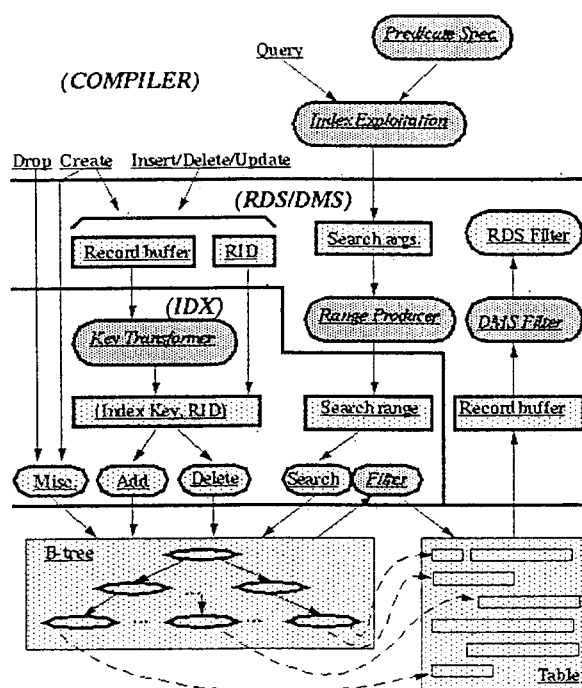 Predicate Spec.
Query
(COMPILER)
Index Exploitation
Drop Create Insert/Delete/Update
(RDS/DMS)
Record buffer RID Search args. RDS Filter
(IDX)
Key Transformer Range Producer DMS Filter
(Index Key, RID) Search range Record buffer
Misc. Add Delete Search Filter
B-tree
... ... ...
Table